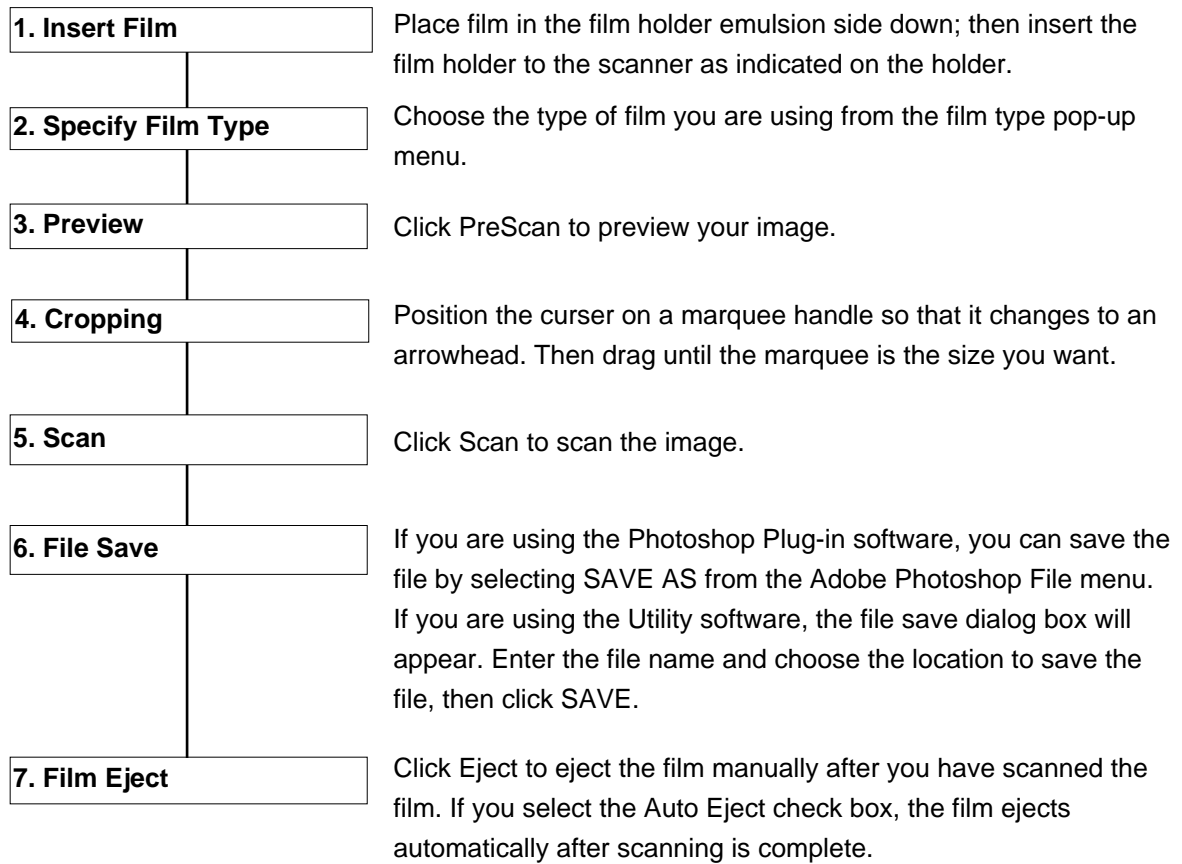 1. Insert Film
Place film in the film holder emulsion side down; then insert the
film holder to the scanner as indicated on the holder.
2. Specify Film Type
Choose the type of film you are using from the film type pop-up
menu.
3. Preview
Click PreScan to preview your image.
4. Cropping
Position the curser on a marquee handle so that it changes to an
arrowhead. Then drag until the marquee is the size you want.
5. Scan
Click Scan to scan the image.
6. File Save
If you are using the Photoshop Plug-in software, you can save the
file by selecting SAVE AS from the Adobe Photoshop File menu.
If you are using the Utility software, the file save dialog box will
appear. Enter the file name and choose the location to save the
file, then click SAVE.
7. Film Eject
Click Eject to eject the film manually after you have scanned the
film. If you select the Auto Eject check box, the film ejects
automatically after scanning is complete.